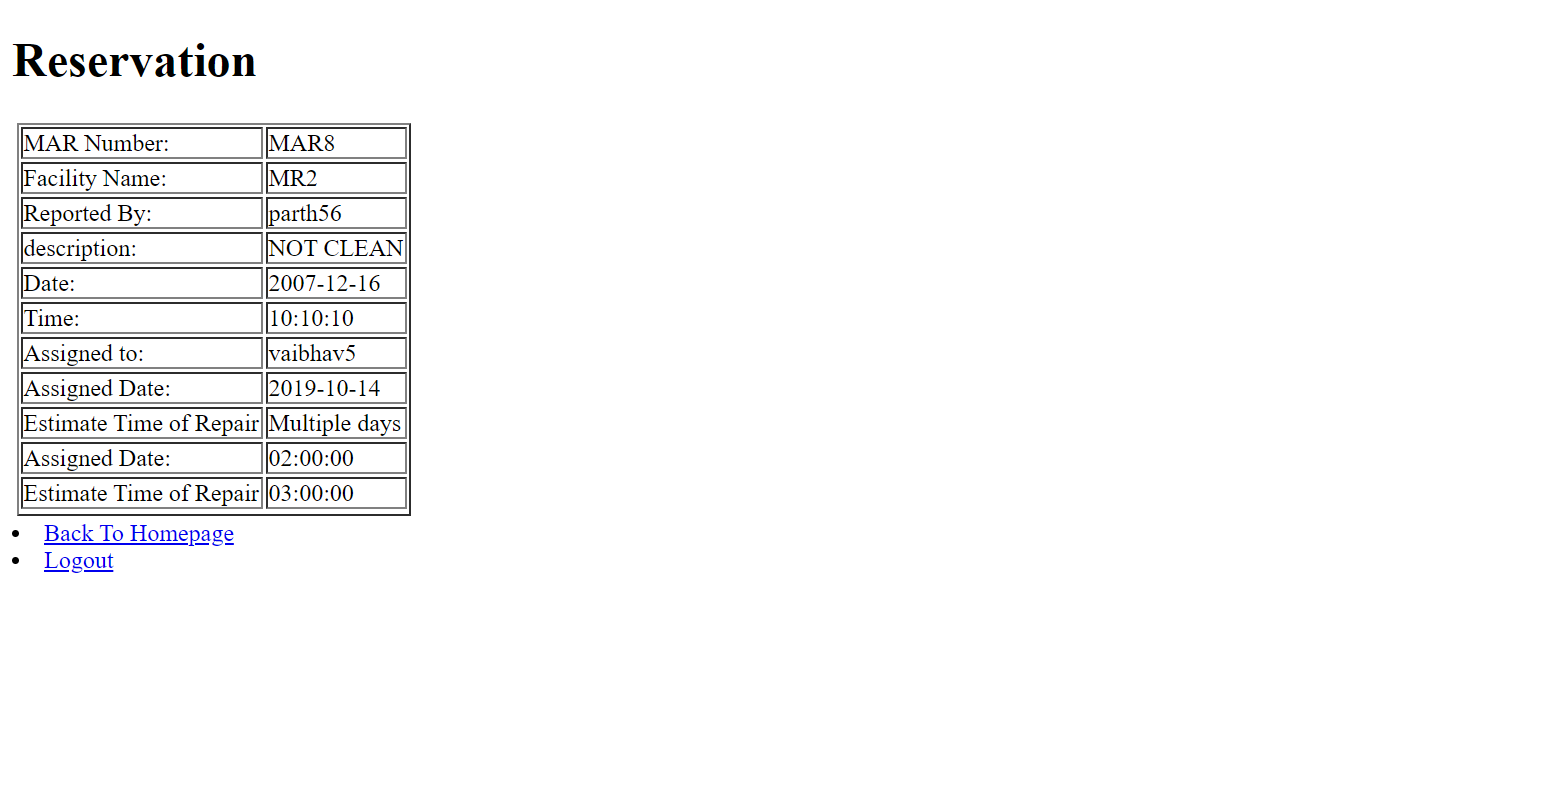 Reservation
MAR Number: MAR8
Facility Name: MR2
Reported By: parth56
description: NOT CLEAN
Date: 2007-12-16
Time: 10:10:10
Assigned to: vaibhav5
Assigned Date: 2019-10-14
Estimate Time of Repair Multiple days
Assigned Date: 02:00:00
Estimate Time of Repair 03:00:00
Back To Homepage
Logout